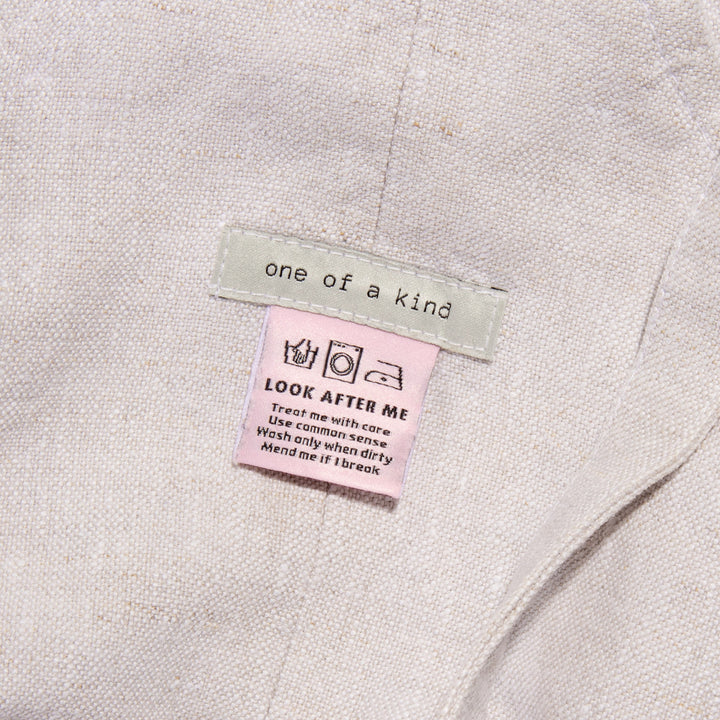 one of a kind
LOOK AFTER ME
Treat me with care
Use common sense
Wash only when dirty
Mend me if I break